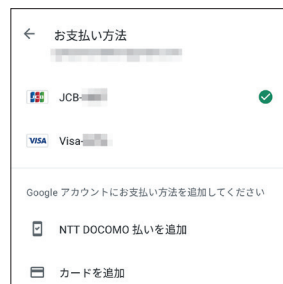 お支払い方法
JCB JCB-
VISA Visa-
Google アカウントにお支払い方法を追加してください
NTT DOCOMO 払いを追加
カードを追加